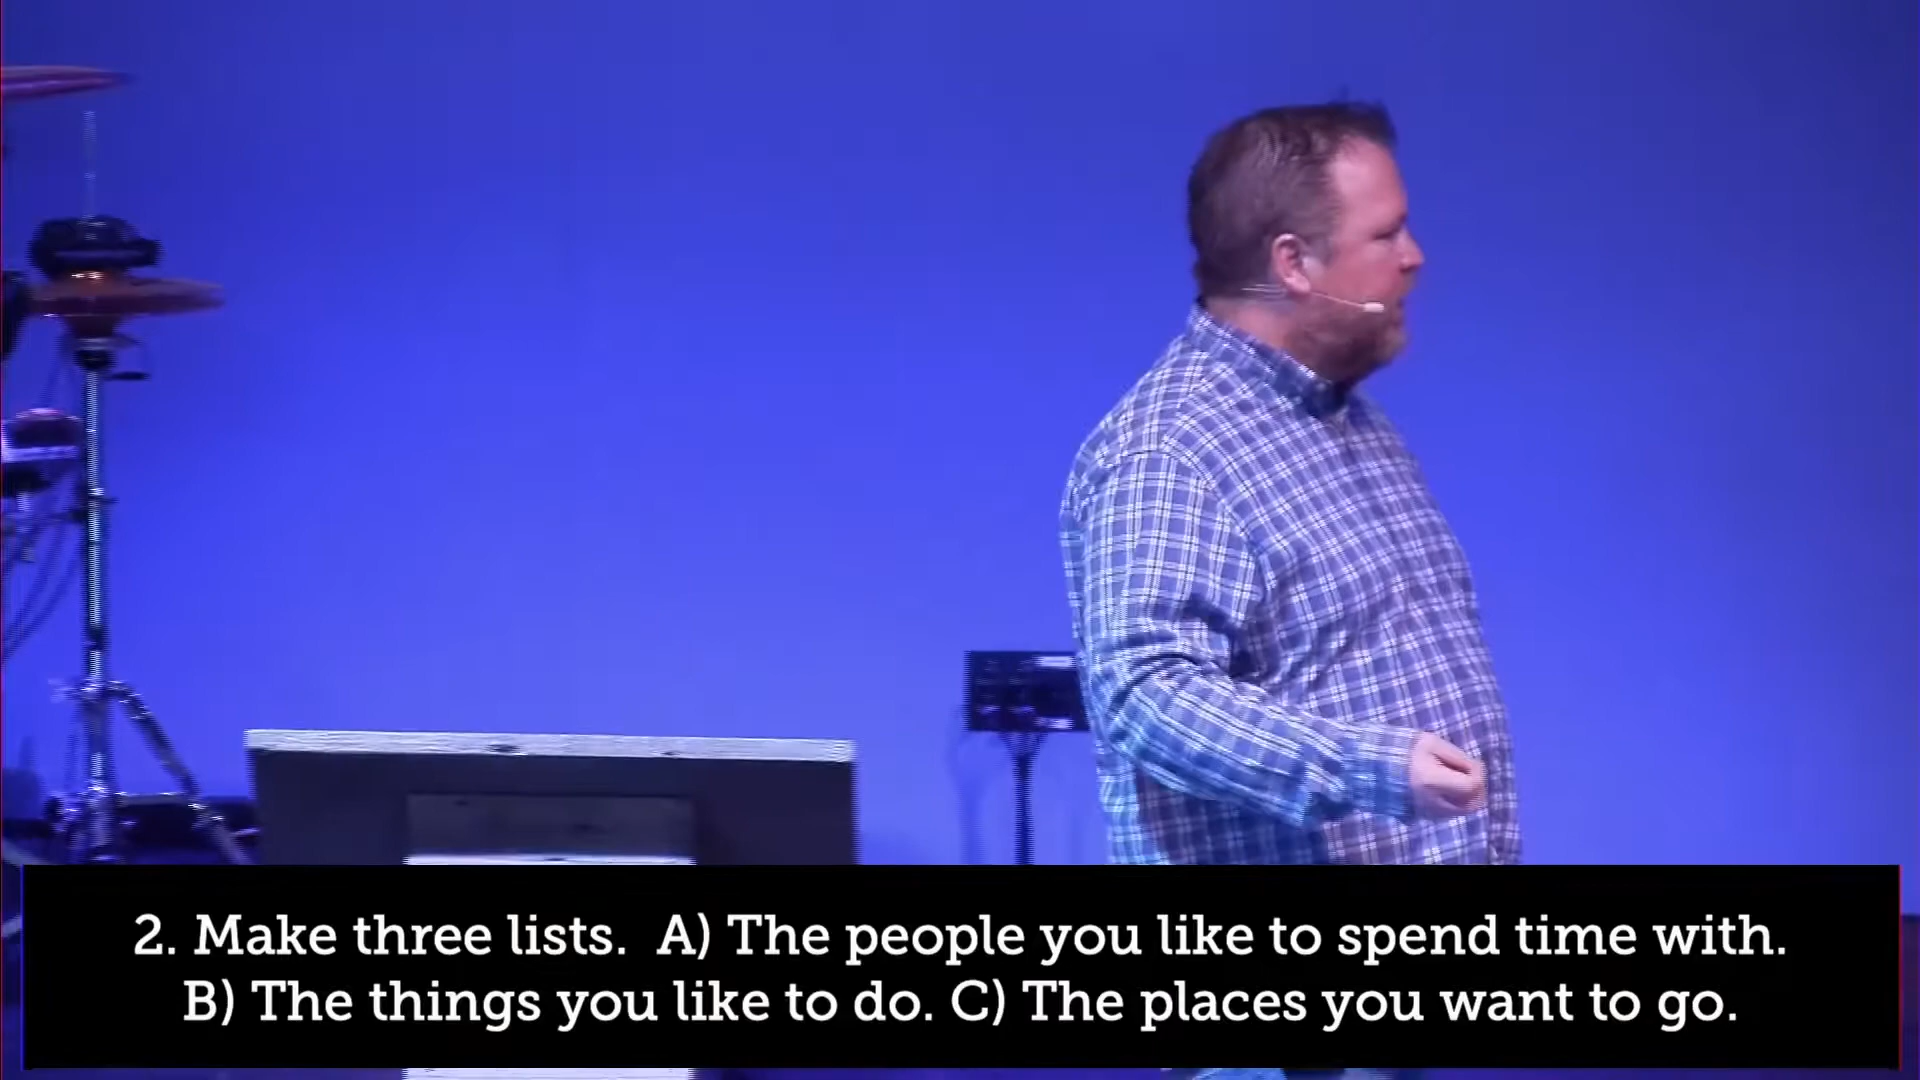 2. Make three lists.  A) The people you like to spend time with.
B) The things you like to do. C) The places you want to go.